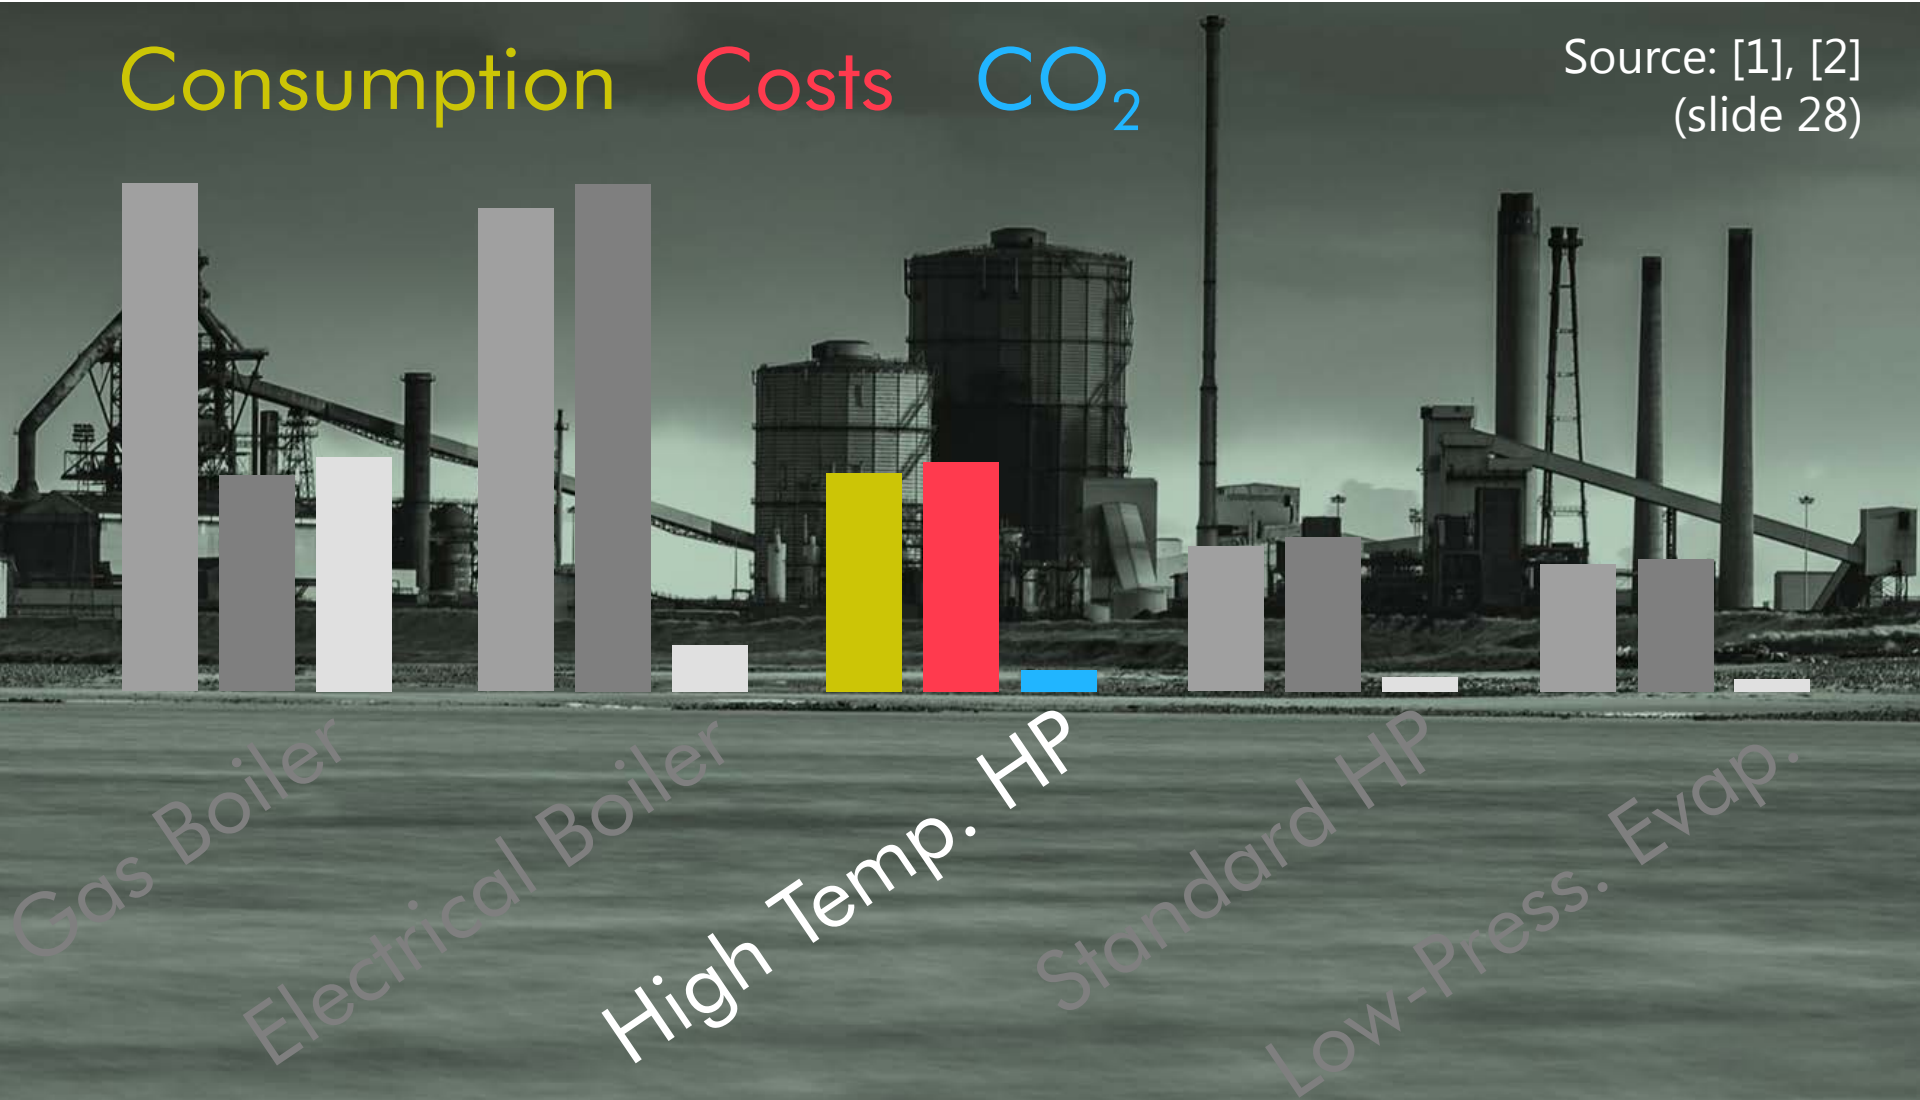 Consumption Costs CO₂
Source: [1], [2]
(slide 28)
Gas Boiler
Electrical Boiler
High Temp. HP
Standard HP
Low-Press. Evap.